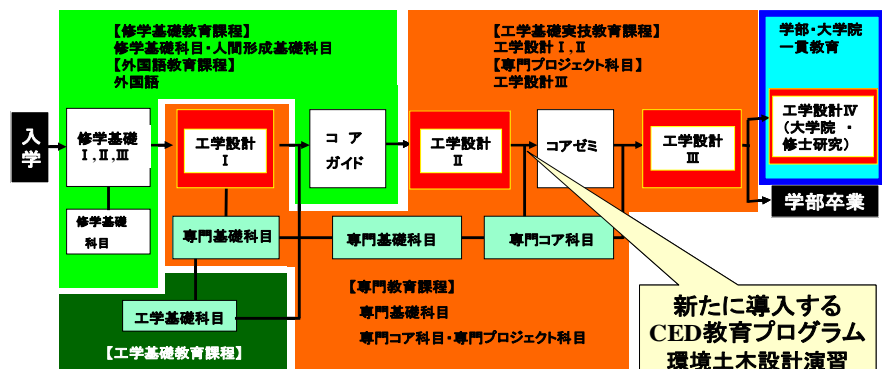 【修学基礎教育課程】
修学基礎科目・人間形成基礎科目
【外国語教育課程】
外国語
【工学基礎実技教育課程】
工学設計Ⅰ,Ⅱ
【専門プロジェクト科目】
工学設計Ⅲ
学部・大学院
一貫教育
入学
修学基礎
Ⅰ,Ⅱ,Ⅲ
工学設計
Ⅰ
コア
ガイド
工学設計
Ⅱ
コアゼミ
工学設計
Ⅲ
工学設計Ⅳ
(大学院・
修士研究)
学部卒業
修学基礎
科目
専門基礎科目
専門基礎科目
専門コア科目
工学基礎科目
【工学基礎教育課程】
【専門教育課程】
専門基礎科目
専門コア科目・専門プロジェクト科目
新たに導入する
CED教育プログラム
環境土木設計演習